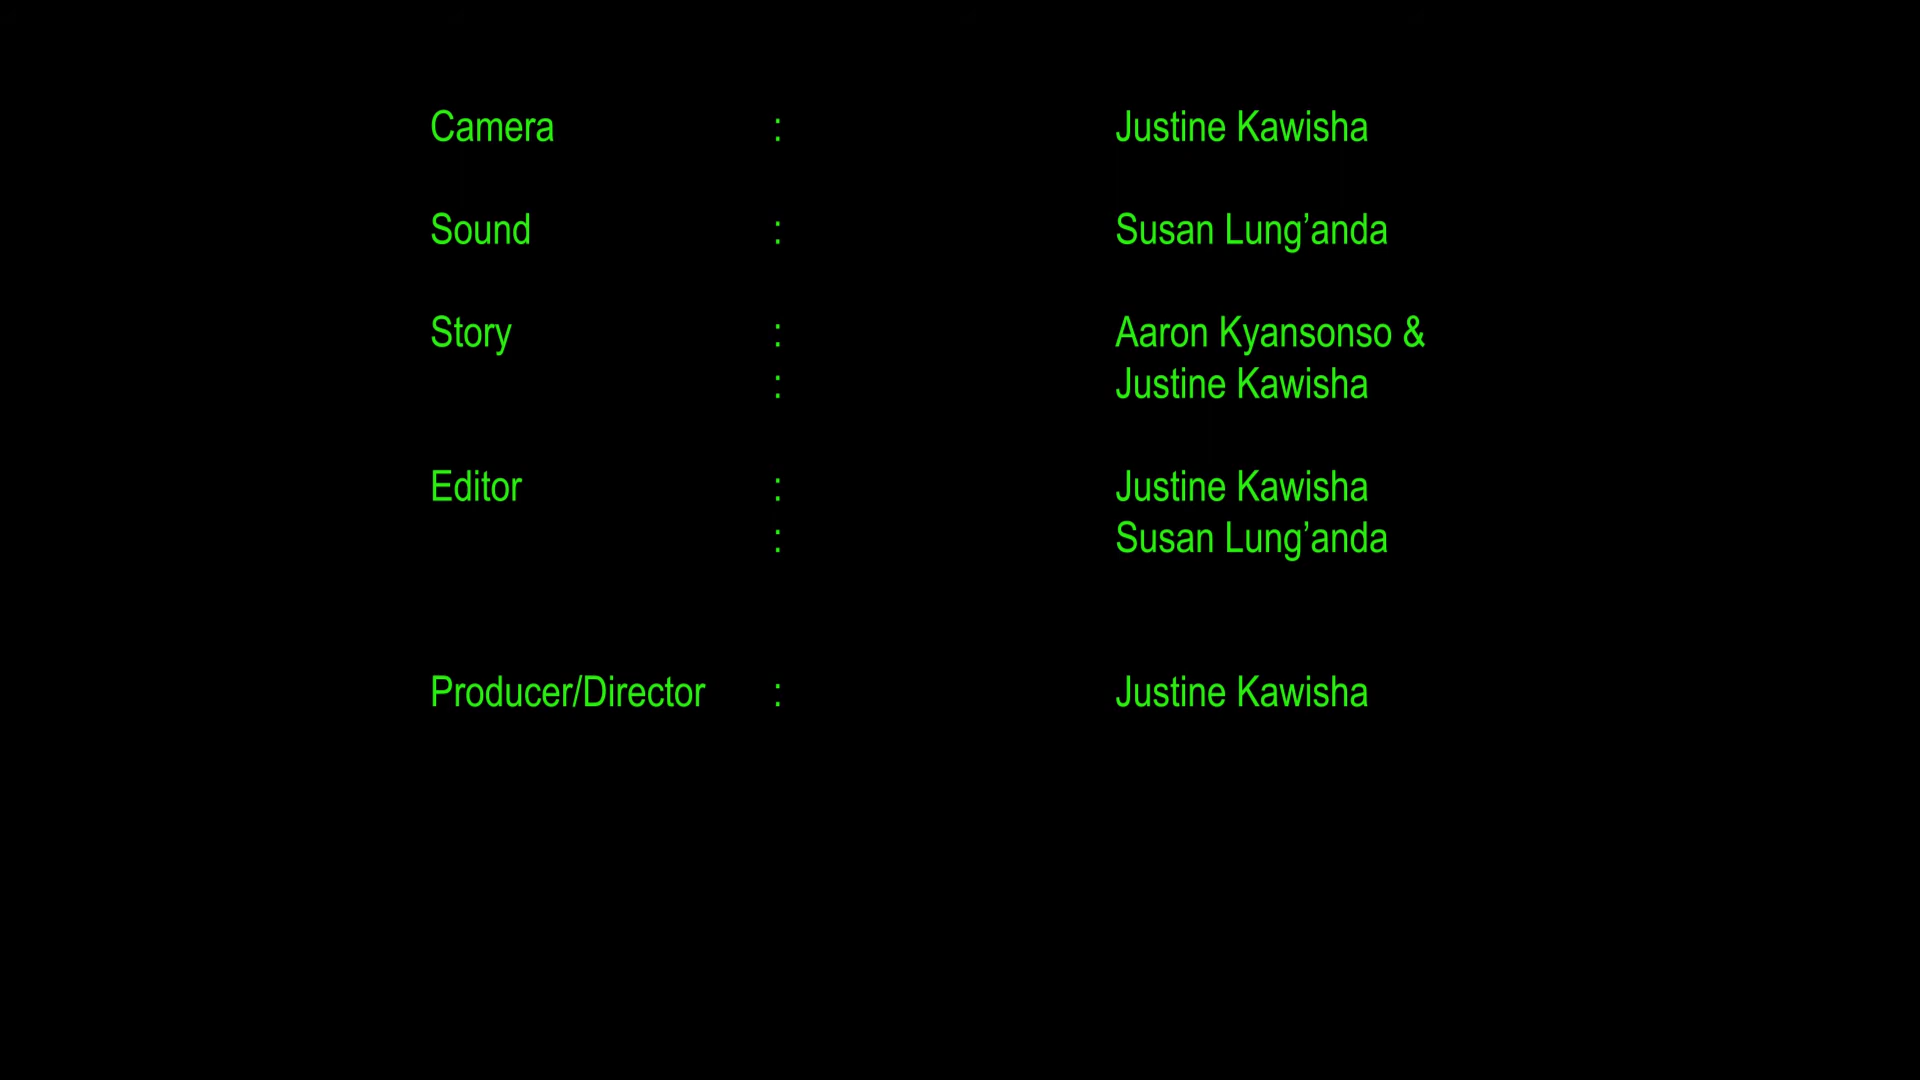 Camera : Justine Kawisha
Sound : Susan Lung’anda
Story : Aaron Kyansonso &
: Justine Kawisha
Editor : Justine Kawisha
: Susan Lung’anda
Producer/Director : Justine Kawisha